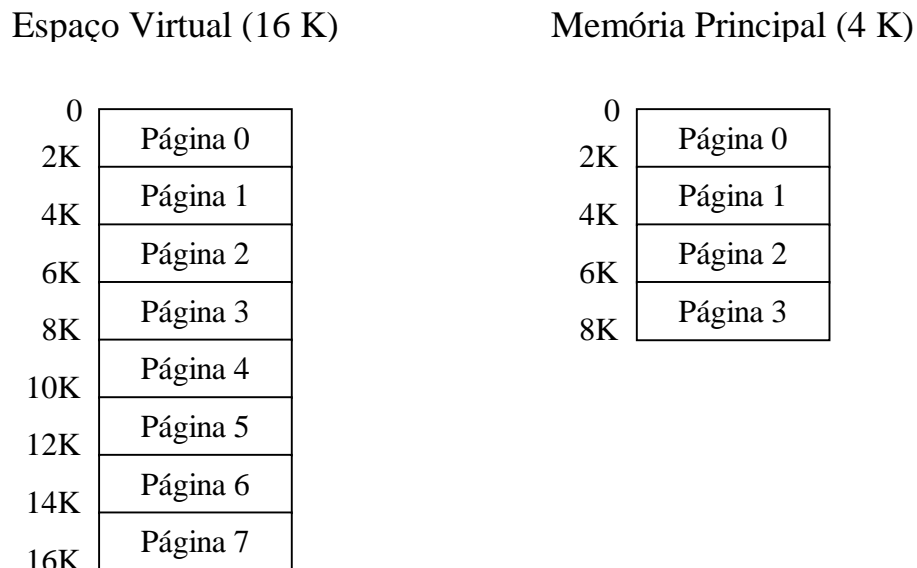 Espaço Virtual (16 K)
Memória Principal (4 K)
0
Página 0
2K
Página 1
4K
Página 2
6K
Página 3
8K
Página 4
10K
Página 5
12K
Página 6
14K
Página 7
16K
0
Página 0
2K
Página 1
4K
Página 2
6K
Página 3
8K